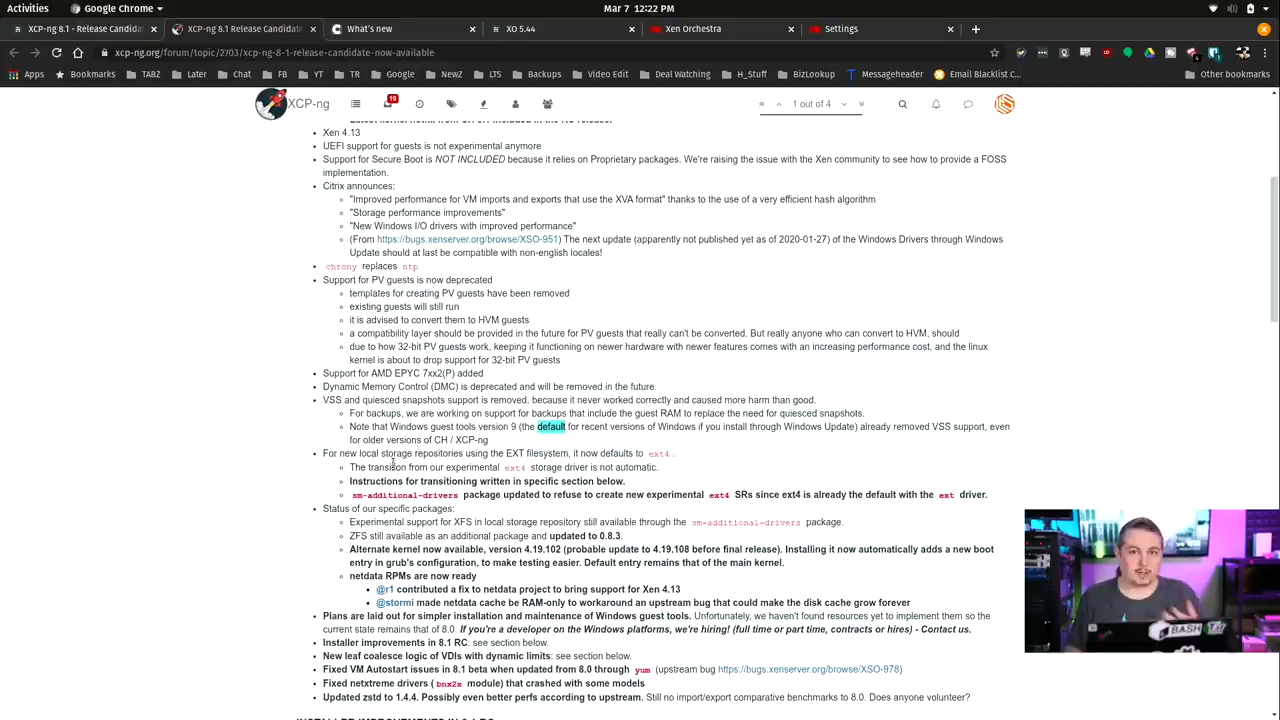 Activities
Google Chrome
Mar 7 12:22 PM
XCP-ng 8.1 - Release Candida
XCP-ng 8.1 Release Candidate
What's new
XO 5.44
Xen Orchestra
Settings
xcp-ng.org/forum/topic/2703/xcp-ng-8-1-release-candidate-now-available
Apps
Bookmarks
TABZ
Later
Chat
FB
YT
TR
Google
NewZ
LTS
Backups
Video Edit
Deal Watching
H_Stuff
BizLookup
Messageheader
Email Blacklist C...
Other bookmarks
XCP-ng
19
1 out of 4
Xen 4.13
UEFI support for guests is not experimental anymore
Support for Secure Boot is NOT INCLUDED because it relies on Proprietary packages. We're raising the issue with the Xen community to see how to provide a FOSS
implementation.
Citrix announces:
"Improved performance for VM imports and exports that use the XVA format" thanks to the use of a very efficient hash algorithm
"Storage performance improvements"
"New Windows I/O drivers with improved performance"
(From https://bugs.xenserver.org/browse/XSO-951) The next update (apparently not published yet as of 2020-01-27) of the Windows Drivers through Windows
Update should at last be compatible with non-english locales!
chrony replaces ntp
Support for PV guests is now deprecated
templates for creating PV guests have been removed
existing guests will still run
it is advised to convert them to HVM guests
a compatibility layer should be provided in the future for PV guests that really can't be converted. But really anyone who can convert to HVM, should
due to how 32-bit PV guests work, keeping it functioning on newer hardware with newer features comes with an increasing performance cost, and the linux
kernel is about to drop support for 32-bit PV guests
Support for AMD EPYC 7xx2(P) added
Dynamic Memory Control (DMC) is deprecated and will be removed in the future.
VSS and quiesced snapshots support is removed, because it never worked correctly and caused more harm than good.
For backups, we are working on support for backups that include the guest RAM to replace the need for quiesced snapshots.
Note that Windows guest tools version 9 (the default for recent versions of Windows if you install through Windows Update) already removed VSS support, even
for older versions of CH / XCP-ng
For new local storage repositories using the EXT filesystem, it now defaults to ext4 .
The transition from our experimental ext4 storage driver is not automatic.
Instructions for transitioning written in specific section below.
sm-additional-drivers package updated to refuse to create new experimental ext4 SRs since ext4 is already the default with the ext driver.
Status of our specific packages:
Experimental support for XFS in local storage repository still available through the sm-additional-drivers package.
ZFS still available as an additional package and updated to 0.8.3.
Alternate kernel now available, version 4.19.102 (probable update to 4.19.108 before final release). Installing it now automatically adds a new boot
entry in grub's configuration, to make testing easier. Default entry remains that of the main kernel.
netdata RPMs are now ready
@r1 contributed a fix to netdata project to bring support for Xen 4.13
@stormi made netdata cache be RAM-only to workaround an upstream bug that could make the disk cache grow forever
Plans are laid out for simpler installation and maintenance of Windows guest tools. Unfortunately, we haven't found resources yet to implement them so the
current state remains that of 8.0. If you're a developer on the Windows platforms, we're hiring! (full time or part time, contracts or hires) - Contact us.
Installer improvements in 8.1 RC: see section below.
New leaf coalesce logic of VDIs with dynamic limits: see section below.
Fixed VM Autostart issues in 8.1 beta when updated from 8.0 through yum (upstream bug https://bugs.xenserver.org/browse/XSO-978)
Fixed netxtreme drivers ( bnx2x module) that crashed with some models
Updated zstd to 1.4.4. Possibly even better perfs according to upstream. Still no import/export comparative benchmarks to 8.0. Does anyone volunteer?